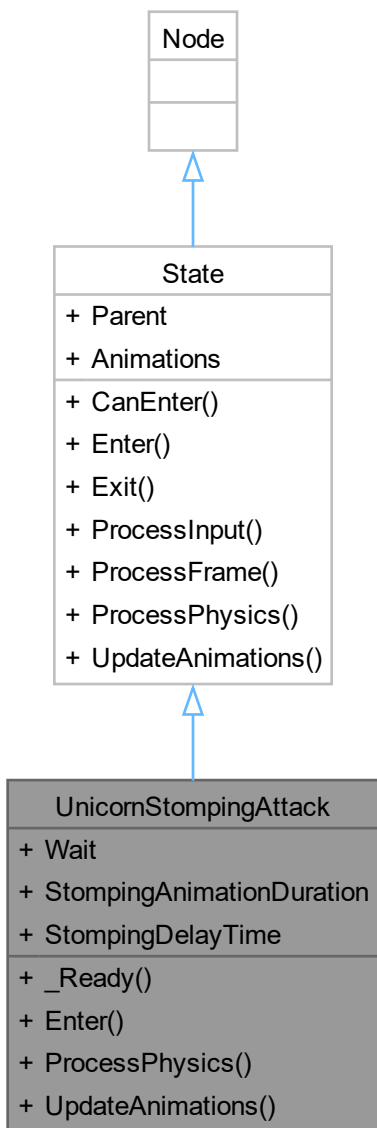 Node
State
+ Parent
+ Animations
+ CanEnter()
+ Enter()
+ Exit()
+ ProcessInput()
+ ProcessFrame()
+ ProcessPhysics()
+ UpdateAnimations()
UnicornStompingAttack
+ Wait
+ StompingAnimationDuration
+ StompingDelayTime
+ _Ready()
+ Enter()
+ ProcessPhysics()
+ UpdateAnimations()